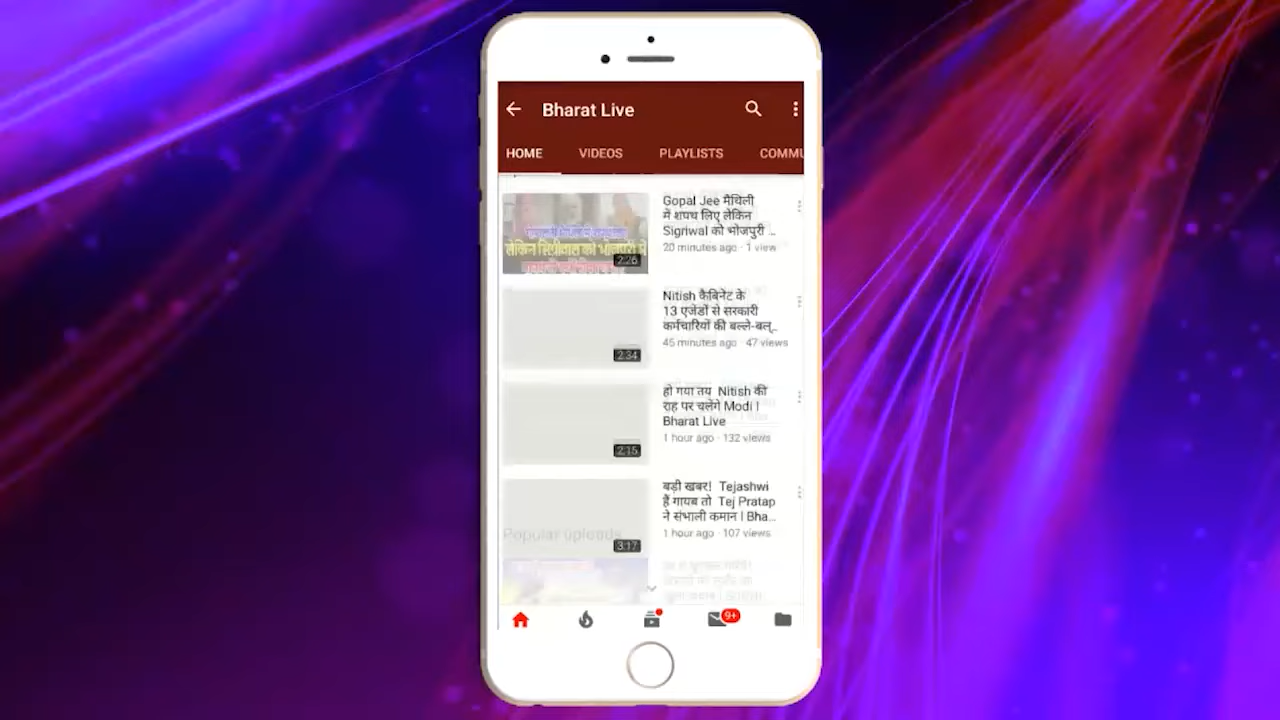 Bharat Live
HOME VIDEOS PLAYLISTS COMMU
Gopal Jee मैथिली
में शपथ लिए लेकिन
Sigriwal को भोजपुरी ...
20 minutes ago · 1 view
लेकिन सिग्रीवाल को भोजपुरी में
2:26
Nitish कैबिनेट के
13 एजेंडों से सरकारी
कर्मचारियों की बल्ले-बल्...
45 minutes ago · 47 views
2:34
हो गया तय Nitish की
राह पर चलेंगे Modi |
Bharat Live
1 hour ago · 132 views
2:15
बड़ी खबर! Tejashwi
हैं गायब तो Tej Pratap
ने संभाली कमान | Bha...
1 hour ago · 107 views
Popular uploads
3:17
9+